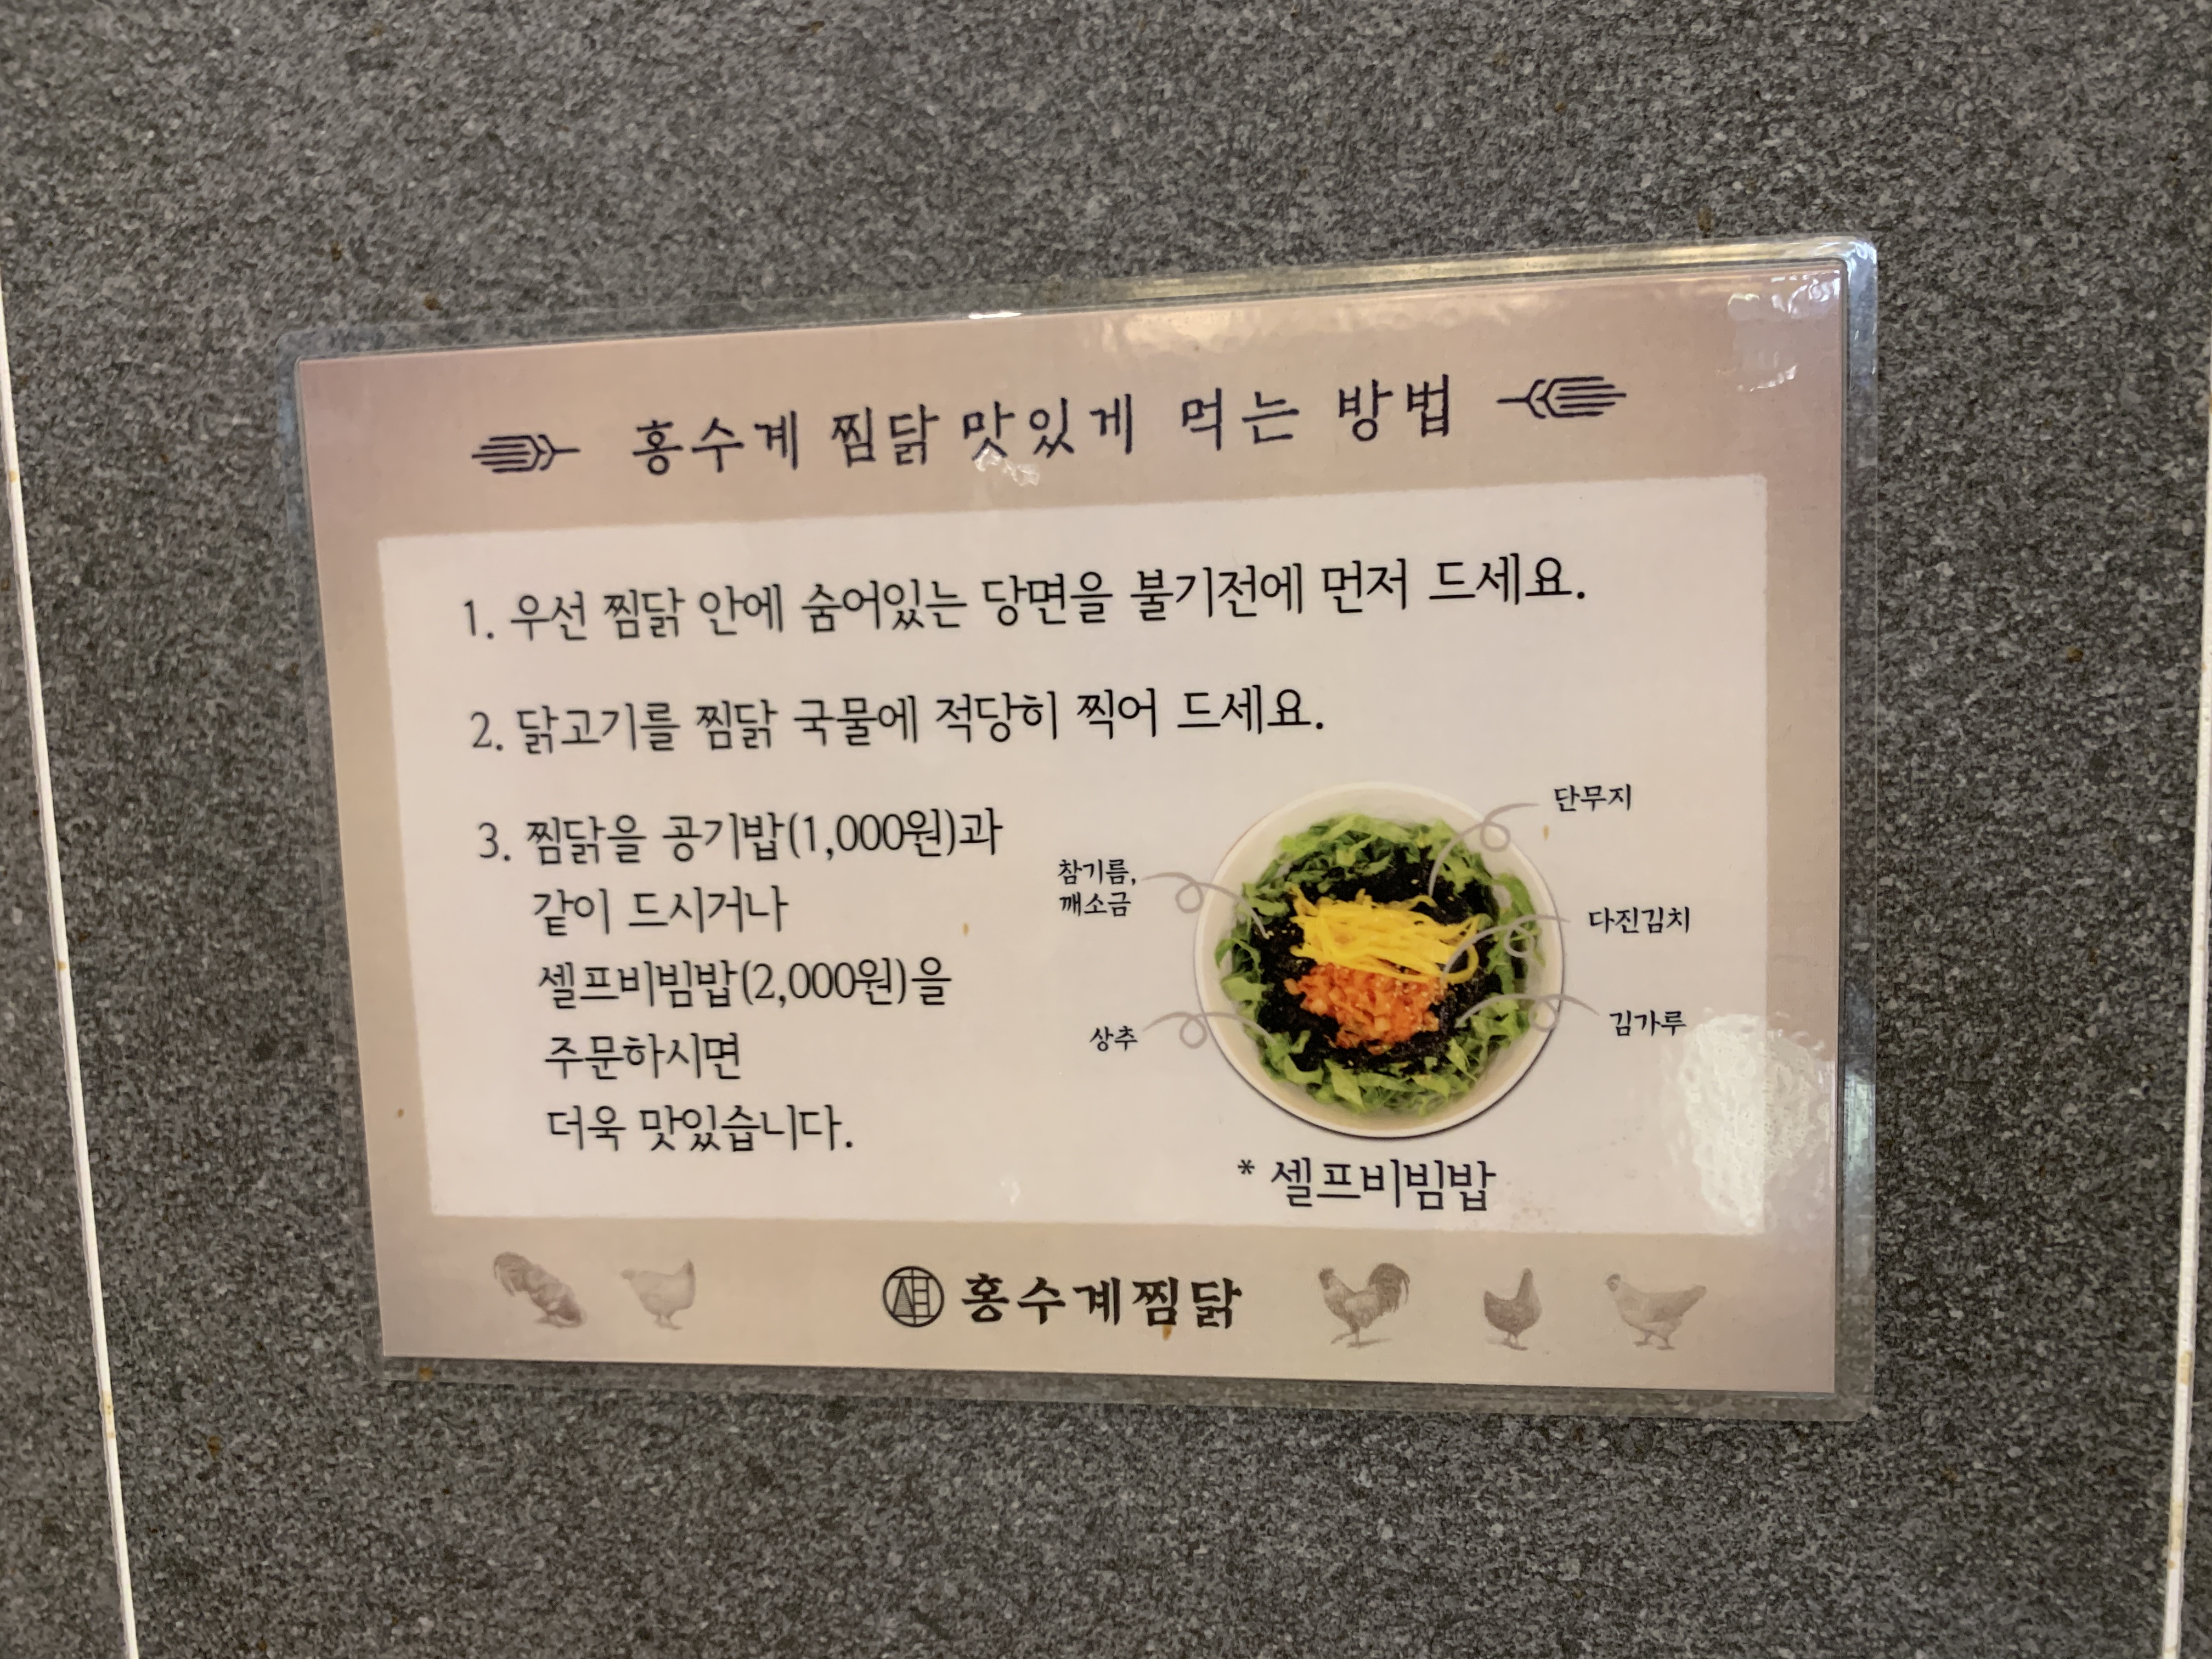 홍수계 찜닭 맛있게 먹는 방법
1. 우선 찜닭 안에 숨어있는 당면을 불기전에 먼저 드세요.
2. 닭고기를 찜닭 국물에 적당히 찍어 드세요.
3. 찜닭을 공기밥(1,000원)과
같이 드시거나
셀프비빔밥(2,000원)을
주문하시면
더욱 맛있습니다.
단무지
참기름,
깨소금
다진김치
상추
김가루
* 셀프비빔밥
홍수계찜닭